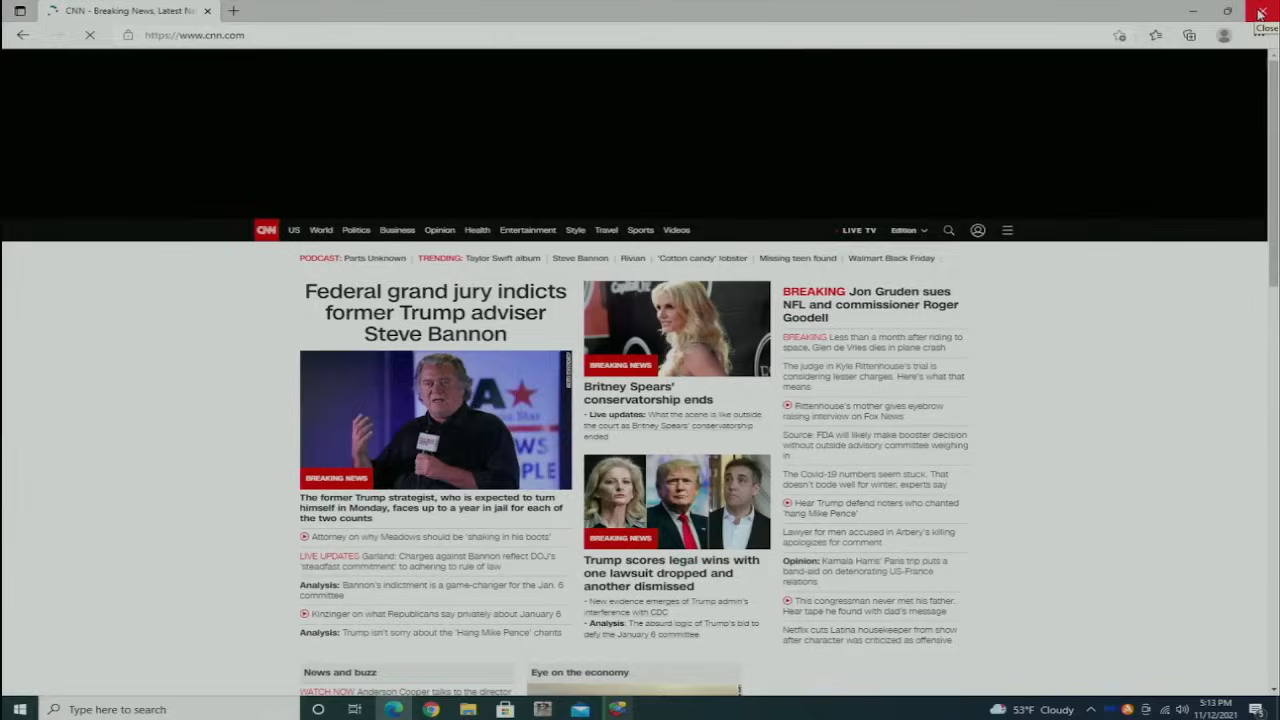 CNN - Breaking News, Latest Ne
Close
https://www.cnn.com
CNN US World Politics Business Opinion Health Entertainment Style Travel Sports Videos LIVE TV Edition
PODCAST: Parts Unknown | TRENDING: Taylor Swift album | Steve Bannon | Rivian | 'Cotton candy' lobster | Missing teen found | Walmart Black Friday
Federal grand jury indicts
former Trump adviser
Steve Bannon
BREAKING NEWS
The former Trump strategist, who is expected to turn
himself in Monday, faces up to a year in jail for each of
the two counts
Attorney on why Meadows should be 'shaking in his boots'
LIVE UPDATES Garland: Charges against Bannon reflect DOJ's
'steadfast commitment' to adhering to rule of law
Analysis: Bannon's indictment is a game-changer for the Jan. 6
committee
Kinzinger on what Republicans say privately about January 6
Analysis: Trump isn't sorry about the 'Hang Mike Pence' chants
BREAKING NEWS
Britney Spears'
conservatorship ends
- Live updates: What the scene is like outside
the court as Britney Spears' conservatorship
ended
BREAKING NEWS
Trump scores legal wins with
one lawsuit dropped and
another dismissed
- New evidence emerges of Trump admin's
interference with CDC
- Analysis: The absurd logic of Trump's bid to
defy the January 6 committee
BREAKING Jon Gruden sues
NFL and commissioner Roger
Goodell
BREAKING Less than a month after riding to
space, Glen de Vries dies in plane crash
The judge in Kyle Rittenhouse's trial is
considering lesser charges. Here's what that
means
Rittenhouse's mother gives eyebrow
raising interview on Fox News
Source: FDA will likely make booster decision
without outside advisory committee weighing
in
The Covid-19 numbers seem stuck. That
doesn't bode well for winter, experts say
Hear Trump defend rioters who chanted
'hang Mike Pence'
Lawyer for men accused in Arbery's killing
apologizes for comment
Opinion: Kamala Harris' Paris trip puts a
band-aid on deteriorating US-France
relations
This congressman never met his father.
Hear tape he found with dad's message
Netflix cuts Latina housekeeper from show
after character was criticized as offensive
News and buzz
WATCH NOW Anderson Cooper talks to the director
Eye on the economy
Type here to search
53°F Cloudy
5:13 PM
11/12/2021